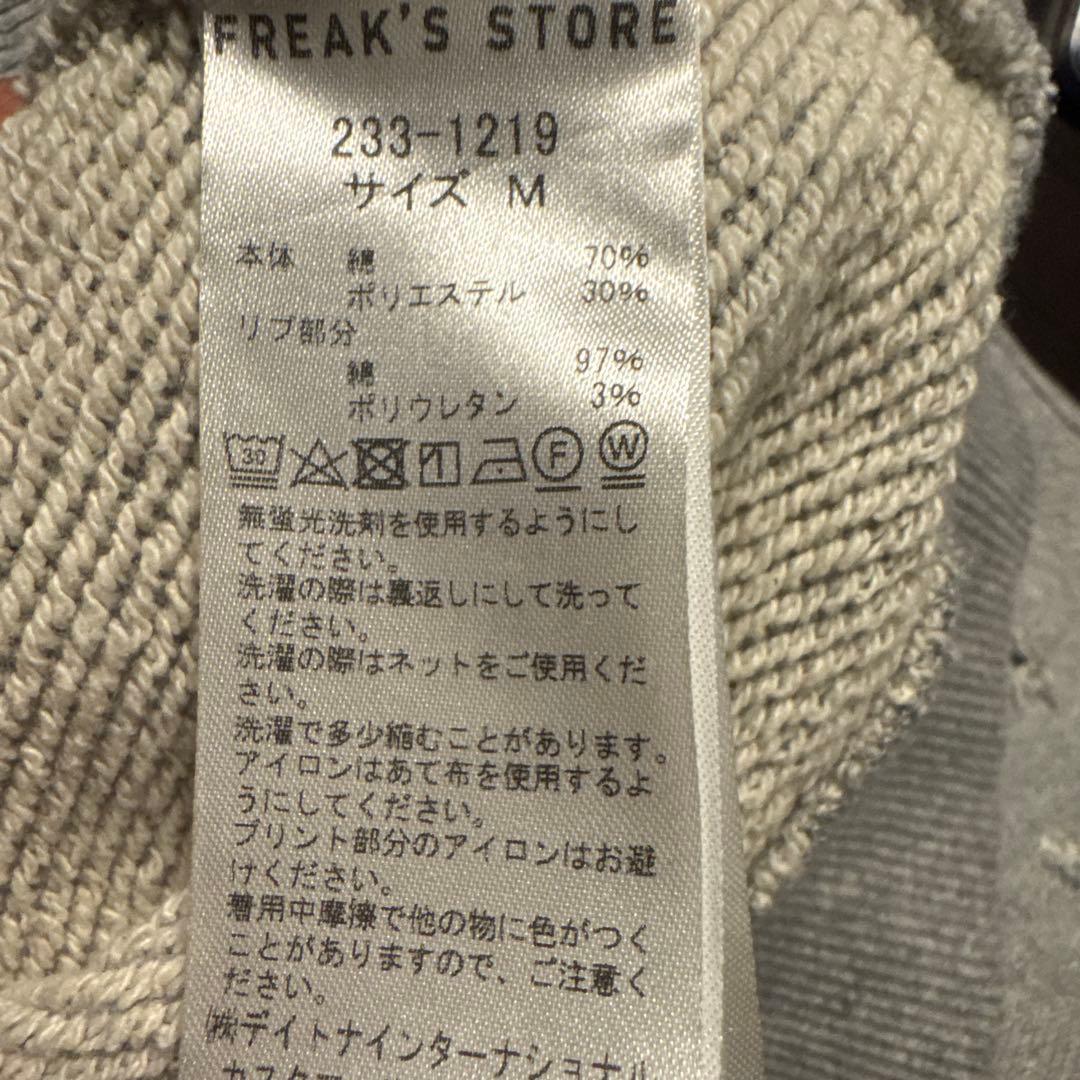 FREAK'S STORE
233-1219
サイズ M
本体 綿 70%
ポリエステル 30%
リブ部分
綿 97%
ポリウレタン 3%
30 F W
無蛍光洗剤を使用するようにし
てください。
洗濯の際は裏返しにして洗って
ください。
洗濯の際はネットをご使用くだ
さい。
洗濯で多少縮むことがあります。
アイロンはあて布を使用するよ
うにしてください。
プリント部分のアイロンはお避
けください。
着用中摩擦で他の物に色がつく
ことがありますので、ご注意く
ださい。
㈱デイトナインターナショナル